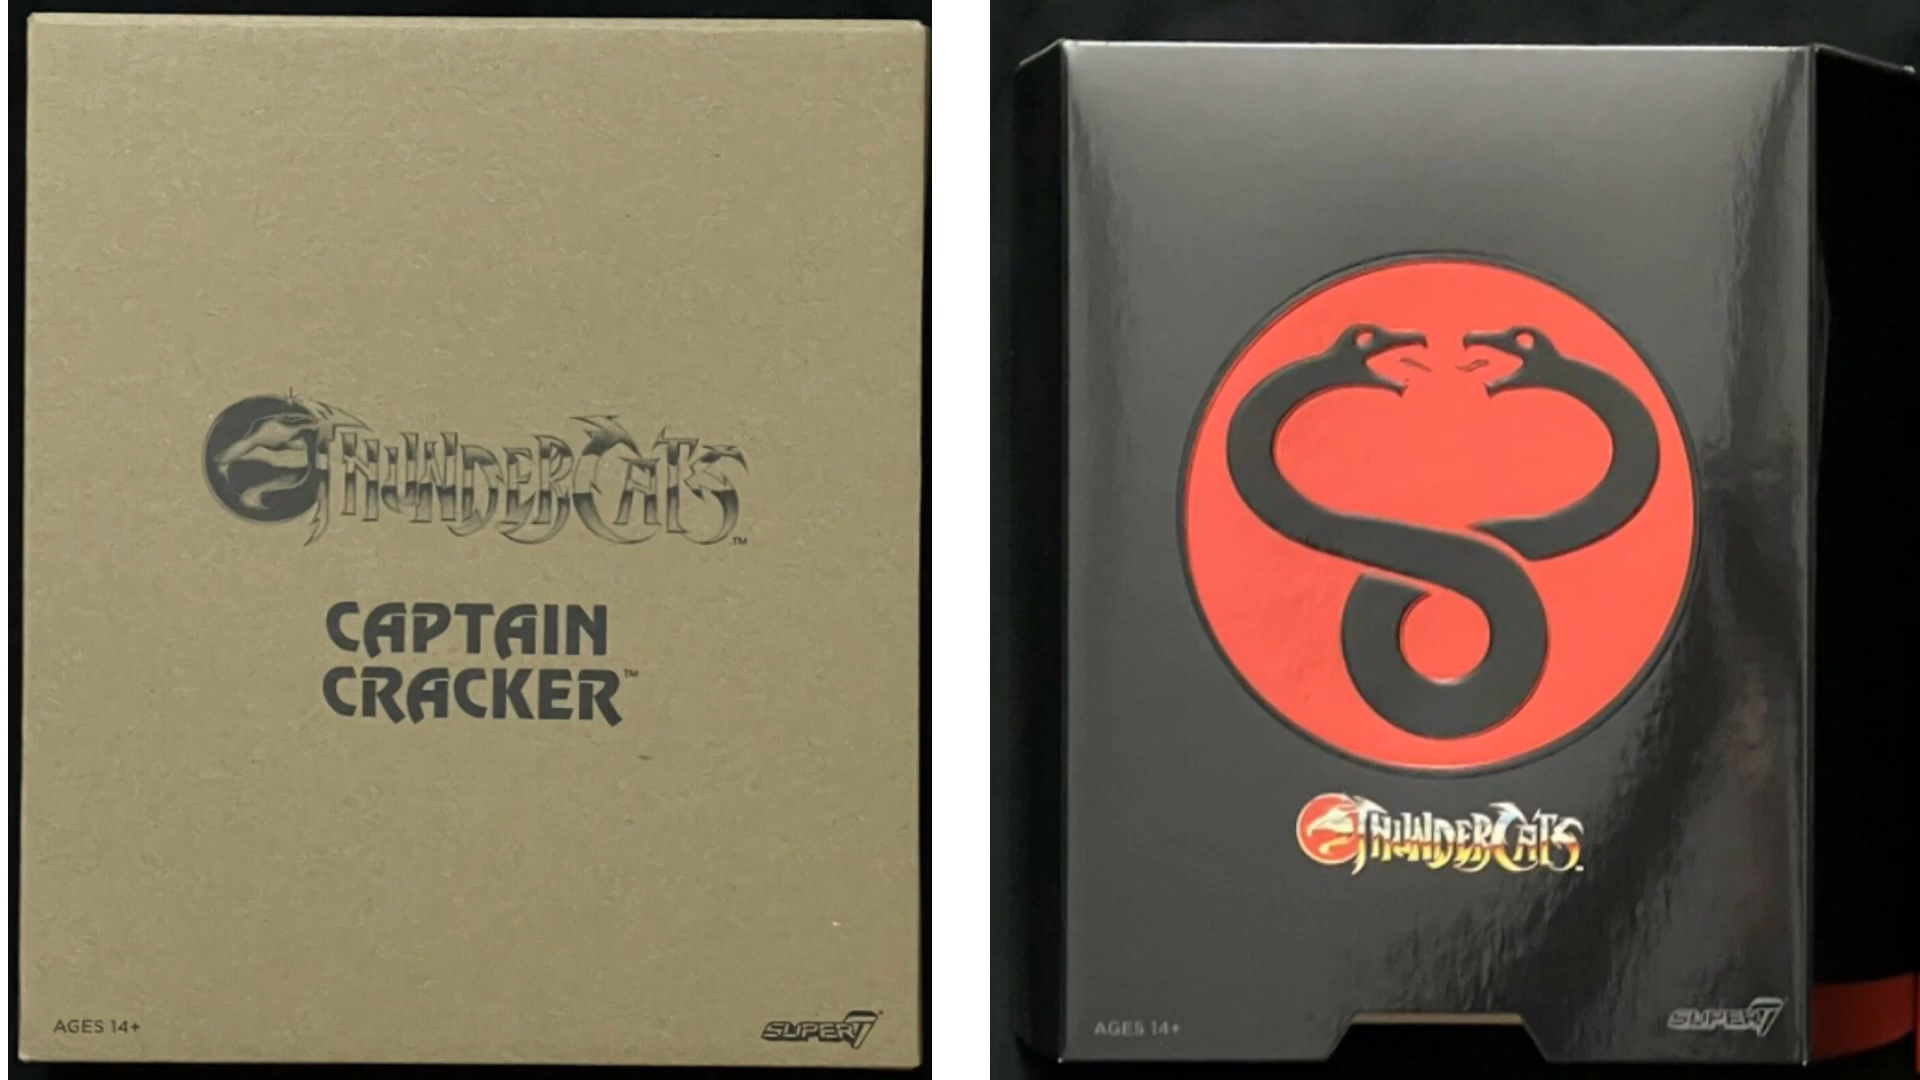 THUNDERCATS™
CAPTAIN
CRACKER™
AGES 14+
SUPER7
THUNDERCATS
AGES 14+
SUPER7